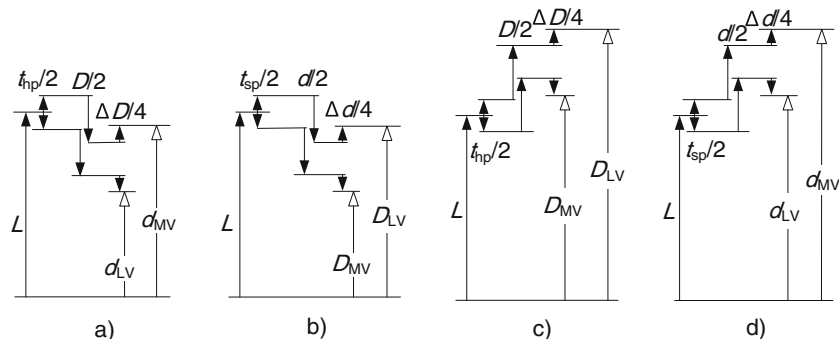 t_hp/2 D/2 ΔD/4 L d_LV d_MV a)
t_sp/2 d/2 Δd/4 L D_MV D_LV b)
D/2 ΔD/4 t_hp/2 L D_MV D_LV c)
d/2 Δd/4 t_sp/2 L d_LV d_MV d)